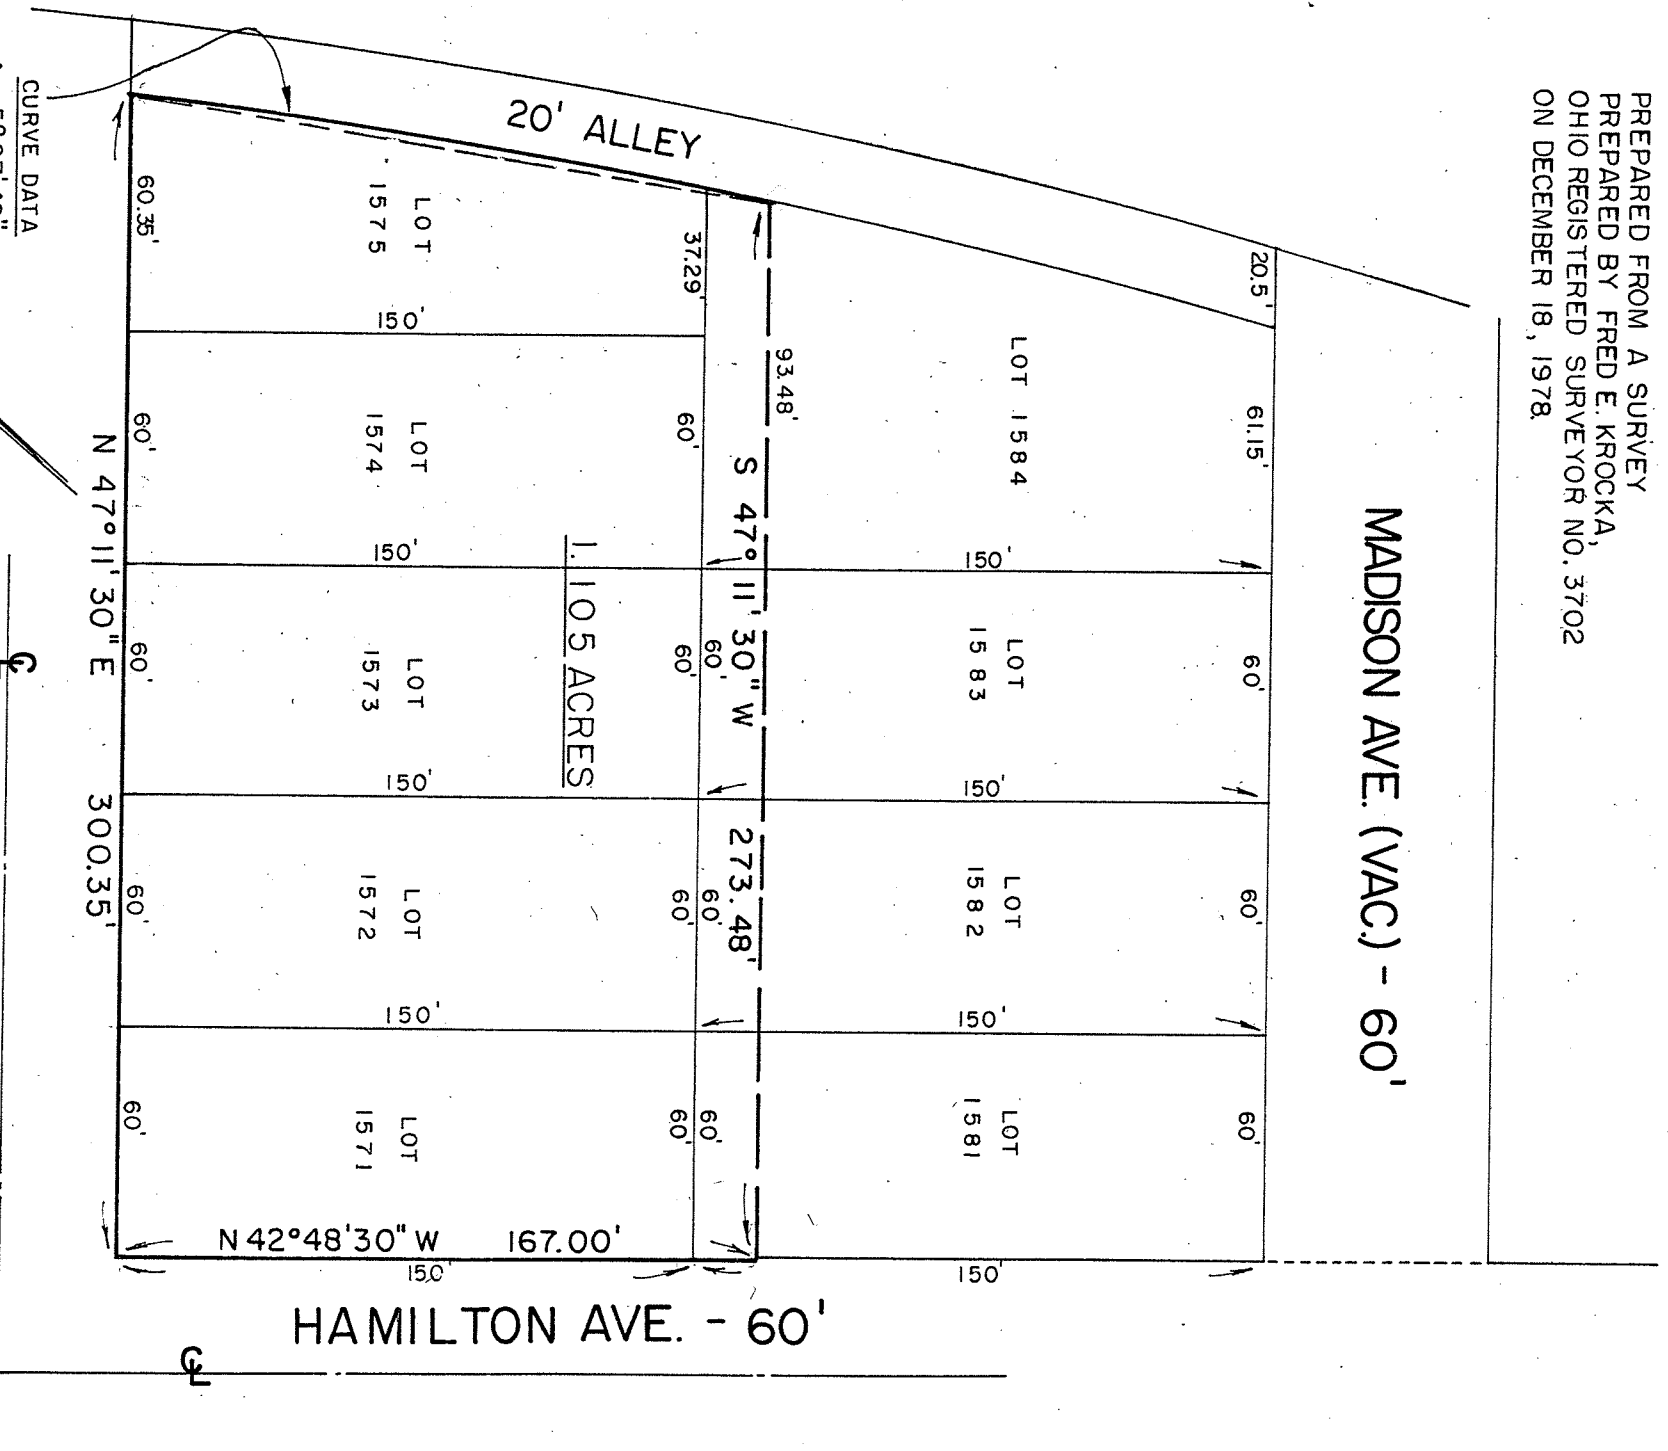 PREPARED FROM A SURVEY
PREPARED BY FRED E. KROCKA,
OHIO REGISTERED SURVEYOR NO. 3702
ON DECEMBER 18, 1978.
CURVE DATA
20' ALLEY
60.35'
LOT
1575
37.29'
20.5'
150'
93.48'
LOT 1584
61.15'
MADISON AVE. (VAC.) - 60'
60'
LOT
1574
60'
150'
150'
N 47° 11' 30" E 300.35'
S 47° 11' 30" W 273.48'
1.105 ACRES
60'
LOT
1573
60'
60'
LOT
1583
60'
150'
150'
60'
LOT
1572
60'
60'
LOT
1582
60'
150'
150'
60'
LOT
1571
60'
60'
LOT
1581
60'
N 42° 48' 30" W 167.00'
150'
150'
HAMILTON AVE. - 60'